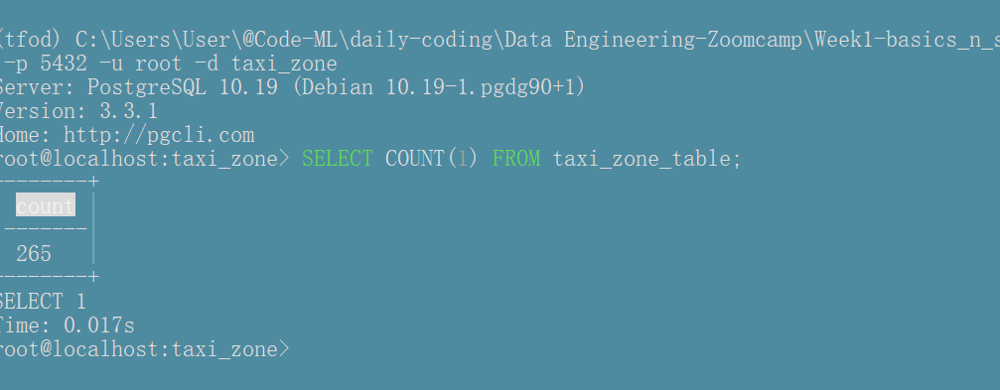 (tfod) C:\Users\User\@Code-ML\daily-coding\Data Engineering-Zoomcamp\Week1-basics_n_s
-p 5432 -u root -d taxi_zone
Server: PostgreSQL 10.19 (Debian 10.19-1.pgdg90+1)
Version: 3.3.1
Home: http://pgcli.com
root@localhost:taxi_zone> SELECT COUNT(1) FROM taxi_zone_table;
--------+
count |
-------|
265 |
--------+
SELECT 1
Time: 0.017s
root@localhost:taxi_zone>